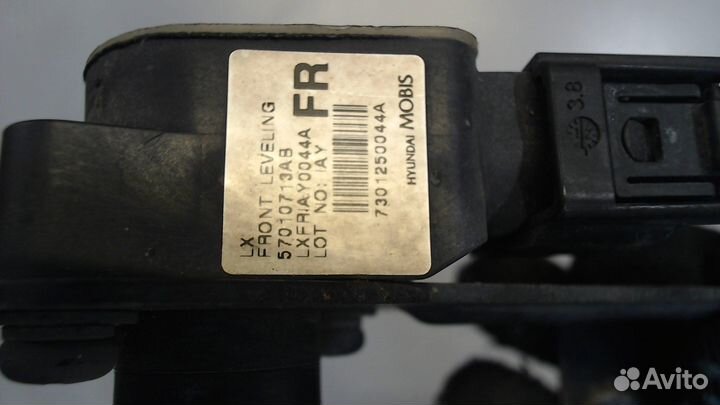 LX
FRONT LEVELING
57010713AB
LXFRIAY0044A
LOT NO: IAY
FR
7301250044A
HYUNDAI MOBIS
3.8
Avito